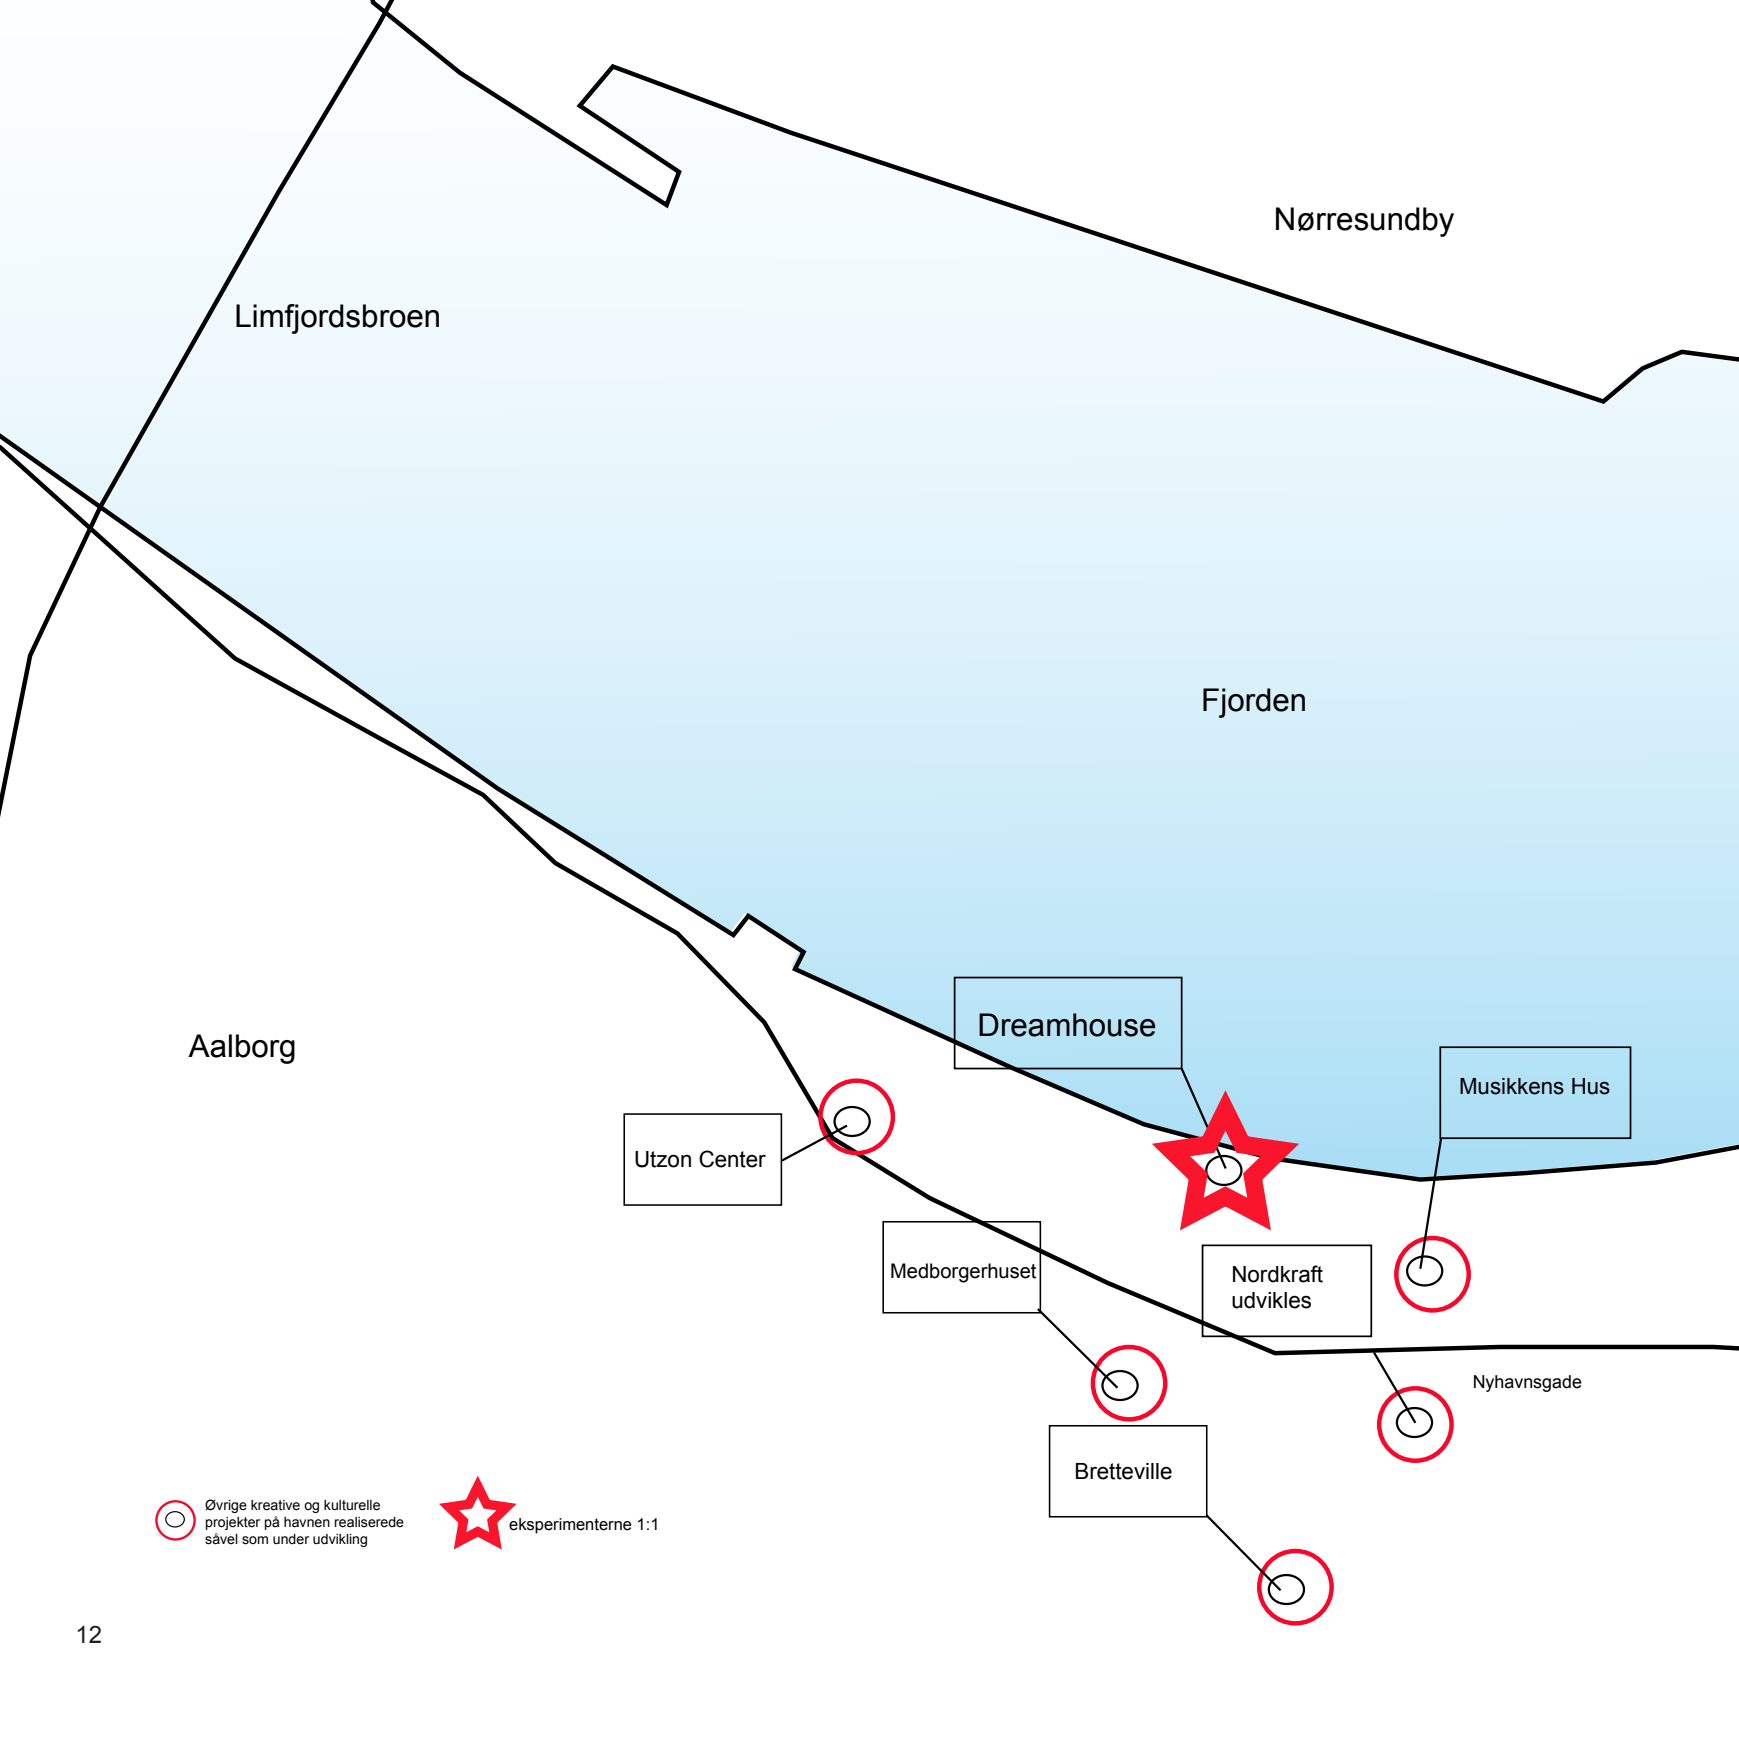 Nørresundby
Limfjordsbroen
Fjorden
Dreamhouse
Aalborg
Musikkens Hus
Utzon Center
Medborgerhuset
Nordkraft
udvikles
Nyhavnsgade
Bretteville
Øvrige kreative og kulturelle
projekter på havnen realiserede
såvel som under udvikling
eksperimenterne 1:1
12